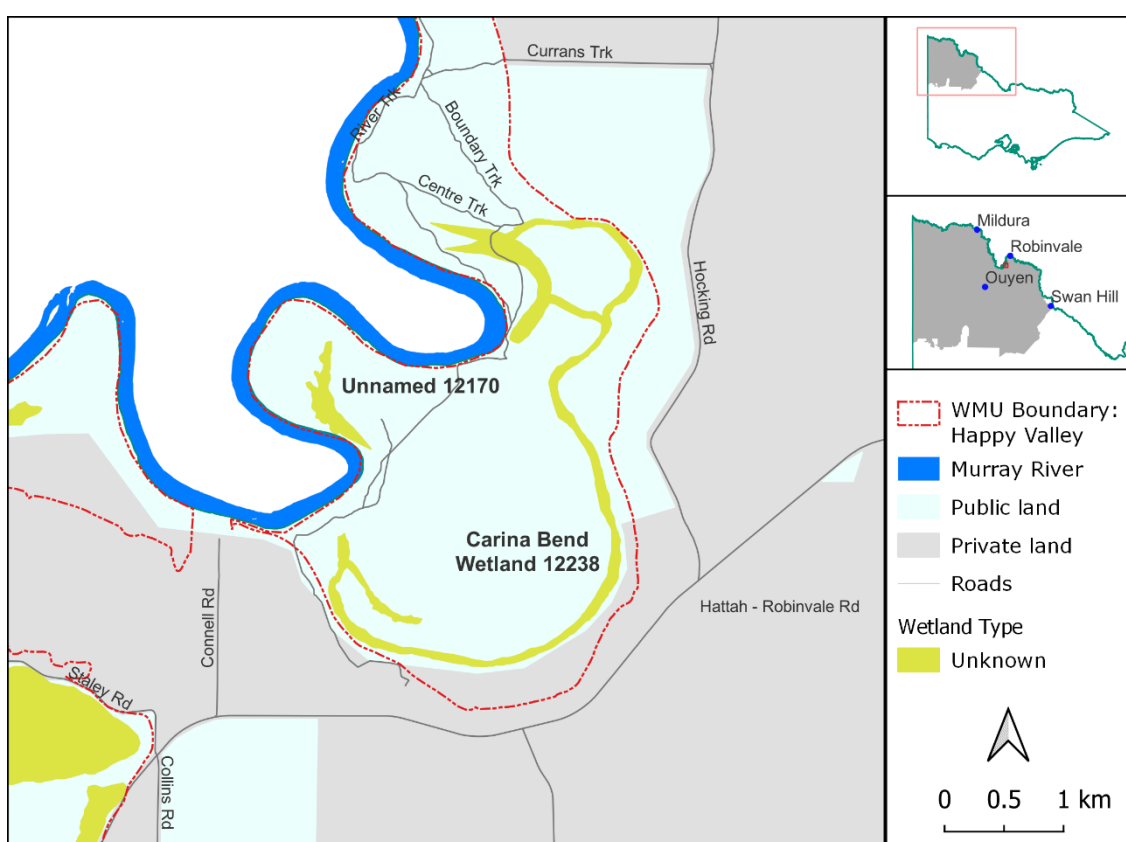 Currans Trk
River Trk
Boundary Trk
Centre Trk
Hocking Rd
Unnamed 12170
Carina Bend
Wetland 12238
Hattah - Robinvale Rd
Connell Rd
Staley Rd
Collins Rd
Mildura
Robinvale
Ouyen
Swan Hill
WMU Boundary:
Happy Valley
Murray River
Public land
Private land
Roads
Wetland Type
Unknown
0 0.5 1 km